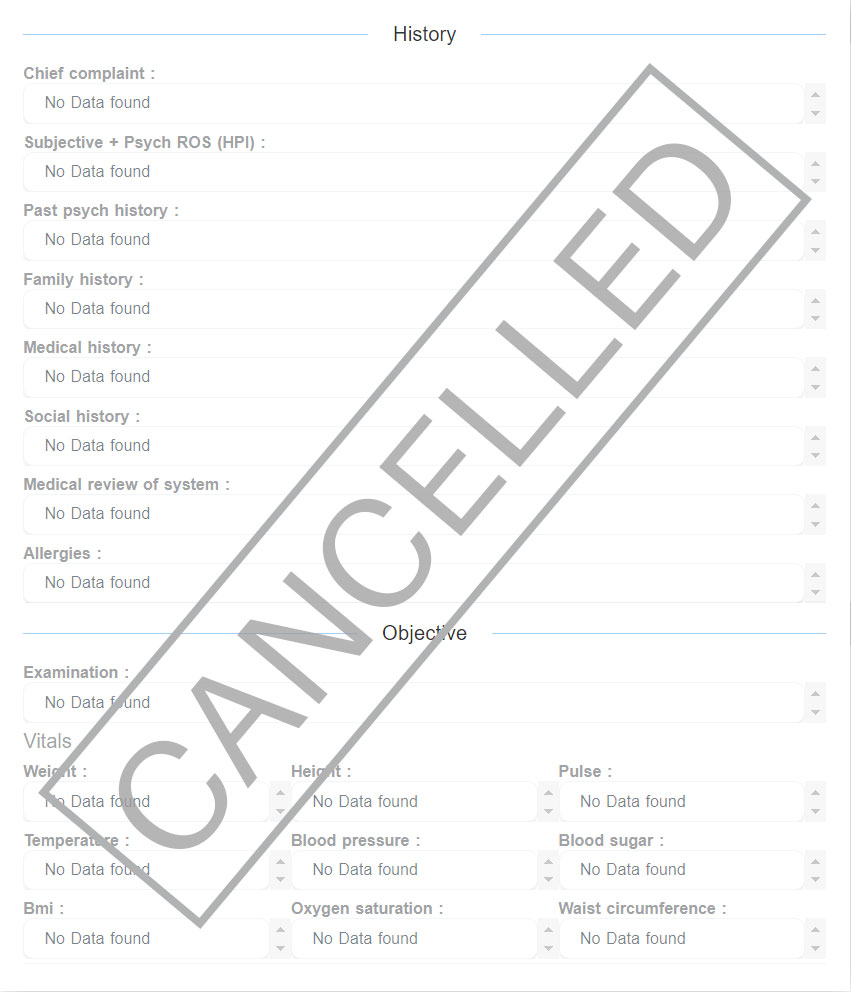 History
Chief complaint :
No Data found
Subjective + Psych ROS (HPI) :
No Data found
Past psych history :
No Data found
Family history :
No Data found
Medical history :
No Data found
Social history :
No Data found
Medical review of system :
No Data found
Allergies :
No Data found
CANCELLED
Objective
Examination :
No Data found
Vitals
Weight : Height : Pulse :
No Data found No Data found No Data found
Temperature : Blood pressure : Blood sugar :
No Data found No Data found No Data found
Bmi : Oxygen saturation : Waist circumference :
No Data found No Data found No Data found